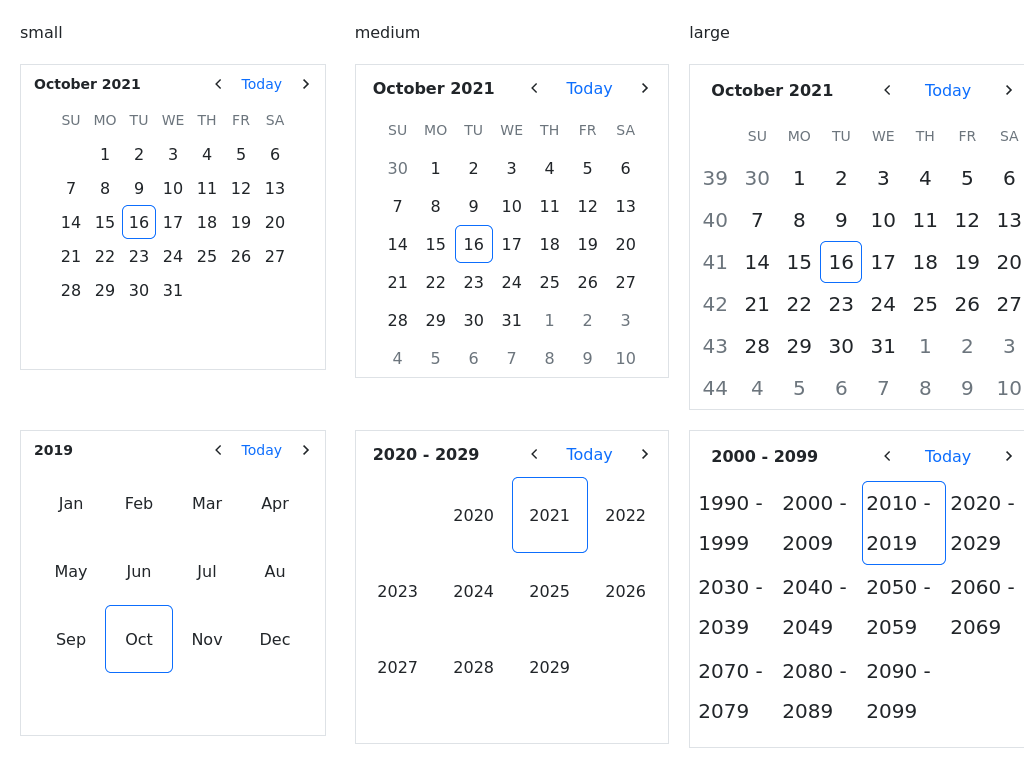 small
medium
large
October 2021 Today
SU MO TU WE TH FR SA
1 2 3 4 5 6
7 8 9 10 11 12 13
14 15 16 17 18 19 20
21 22 23 24 25 26 27
28 29 30 31
October 2021 Today
SU MO TU WE TH FR SA
30 1 2 3 4 5 6
7 8 9 10 11 12 13
14 15 16 17 18 19 20
21 22 23 24 25 26 27
28 29 30 31 1 2 3
4 5 6 7 8 9 10
October 2021 Today
SU MO TU WE TH FR SA
39 30 1 2 3 4 5 6
40 7 8 9 10 11 12 13
41 14 15 16 17 18 19 20
42 21 22 23 24 25 26 27
43 28 29 30 31 1 2 3
44 4 5 6 7 8 9 10
2019 Today
Jan Feb Mar Apr
May Jun Jul Au
Sep Oct Nov Dec
2020 - 2029 Today
2020 2021 2022
2023 2024 2025 2026
2027 2028 2029
2000 - 2099 Today
1990 - 2000 - 2010 - 2020 -
1999 2009 2019 2029
2030 - 2040 - 2050 - 2060 -
2039 2049 2059 2069
2070 - 2080 - 2090 -
2079 2089 2099